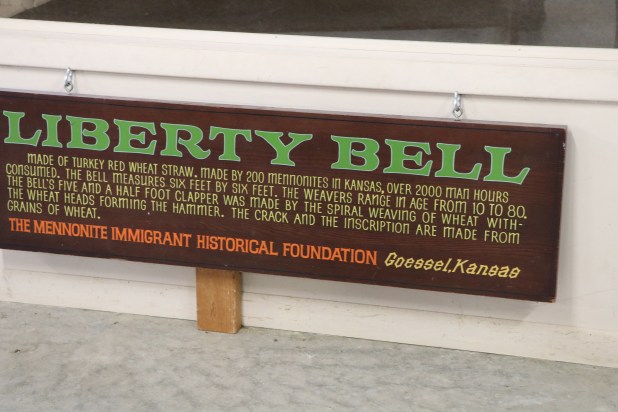 LIBERTY BELL
MADE OF TURKEY RED WHEAT STRAW. MADE BY 200 MENNONITES IN KANSAS, OVER 2000 MAN HOURS
CONSUMED. THE BELL MEASURES SIX FEET BY SIX FEET. THE WEAVERS RANGE IN AGE FROM 10 TO 80.
THE BELL'S FIVE AND A HALF FOOT CLAPPER WAS MADE BY THE SPIRAL WEAVING OF WHEAT WITH-
THE WHEAT HEADS FORMING THE HAMMER. THE CRACK AND THE INSCRIPTION ARE MADE FROM
GRAINS OF WHEAT.
THE MENNONITE IMMIGRANT HISTORICAL FOUNDATION Goessel, Kansas